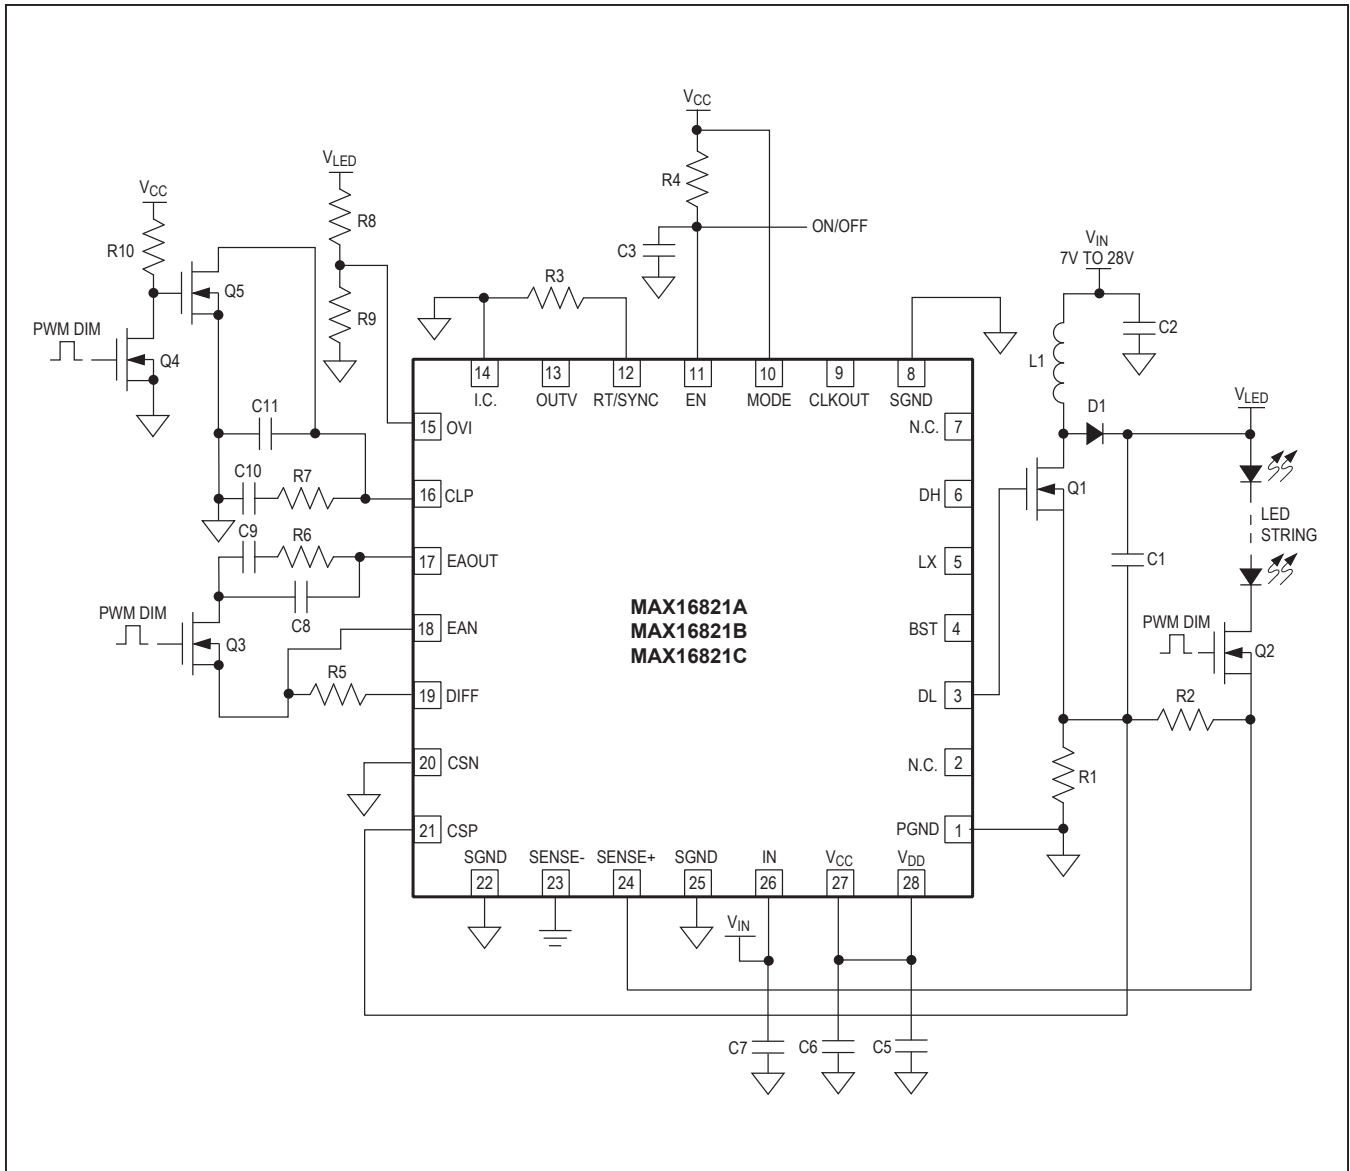 VCC
R4
C3
ON/OFF
VLED
R8
R9
VCC
R10
Q5
PWM DIM
Q4
R3
VIN
7V TO 28V
C2
L1
D1
VLED
14
13
12
11
10
9
8
I.C.
OUTV
RT/SYNC
EN
MODE
CLKOUT
SGND
C11
15 OVI
N.C. 7
C10
R7
16 CLP
DH 6
Q1
LED
STRING
C9
R6
17 EAOUT
LX 5
C1
C8
MAX16821A
MAX16821B
MAX16821C
PWM DIM
Q3
18 EAN
BST 4
PWM DIM
Q2
R5
19 DIFF
DL 3
R2
20 CSN
N.C. 2
R1
21 CSP
PGND 1
SGND
SENSE-
SENSE+
SGND
IN
VCC
VDD
22
23
24
25
26
27
28
VIN
C7
C6
C5